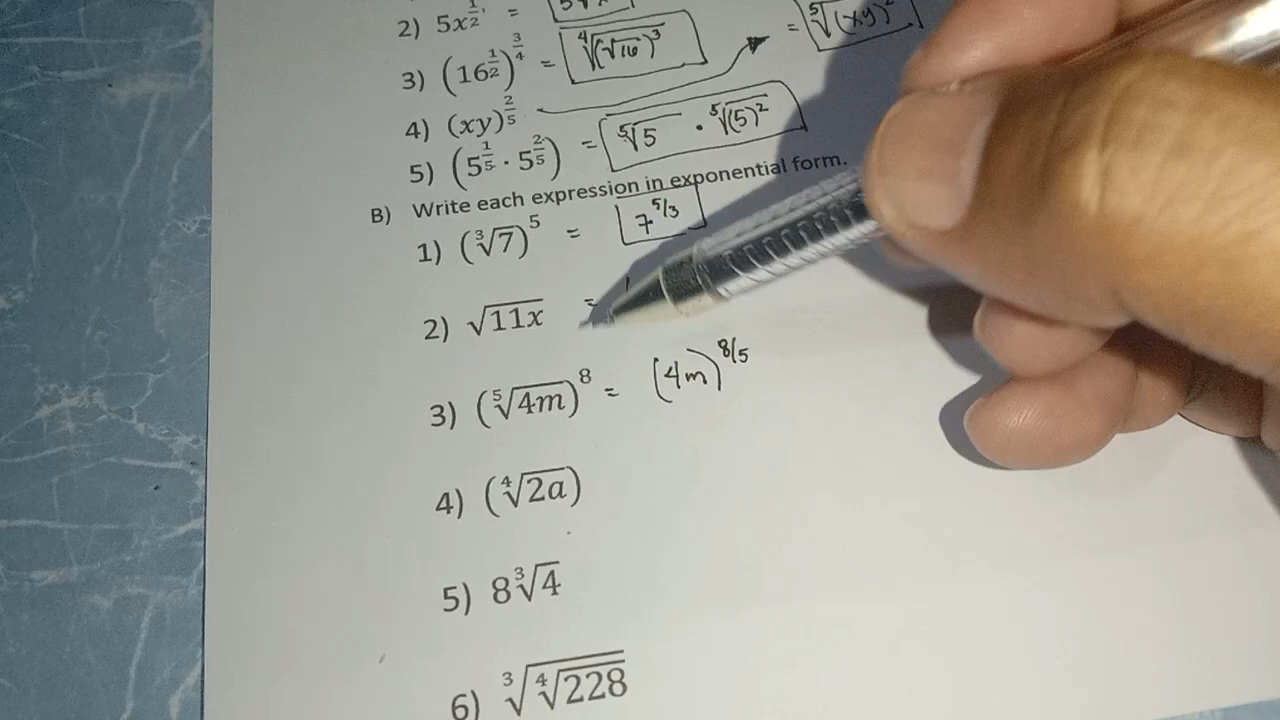 2) 5x^{1/2} =
3) (16^{1/2})^{3/4} = ∜(√16)^3
4) (xy)^{2/5} = ⁵√(xy)^2
5) (5^{1/5} · 5^{2/5}) = ⁵√5 · ⁵√(5)^2
B) Write each expression in exponential form.
1) (³√7)^5 = 7^{5/3}
2) √11x =
3) (⁵√4m)^8 = (4m)^{8/5}
4) (⁴√2a)
5) 8³√4
6) ³√⁴√228